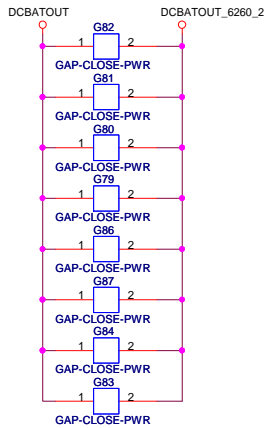 DCBATOUT DCBATOUT_6260_2
G82
1 2
GAP-CLOSE-PWR
G81
1 2
GAP-CLOSE-PWR
G80
1 2
GAP-CLOSE-PWR
G79
1 2
GAP-CLOSE-PWR
G86
1 2
GAP-CLOSE-PWR
G87
1 2
GAP-CLOSE-PWR
G84
1 2
GAP-CLOSE-PWR
G83
1 2
GAP-CLOSE-PWR